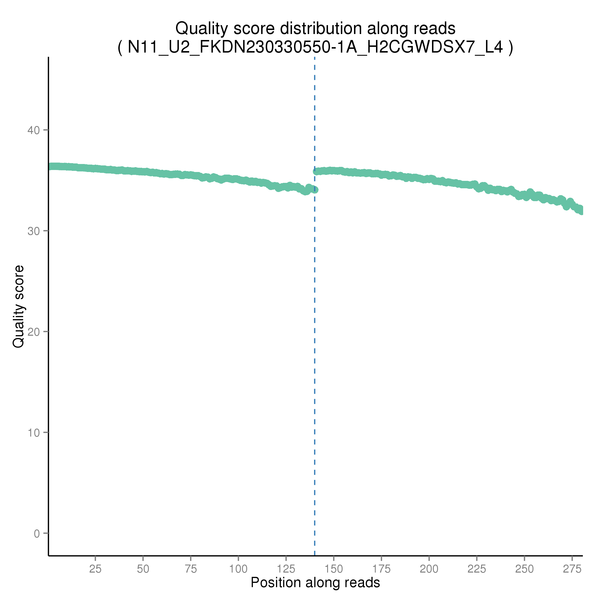 Quality score distribution along reads
( N11_U2_FKDN230330550-1A_H2CGWDSX7_L4 )
Quality score
40
30
20
10
0
25 50 75 100 125 150 175 200 225 250 275
Position along reads